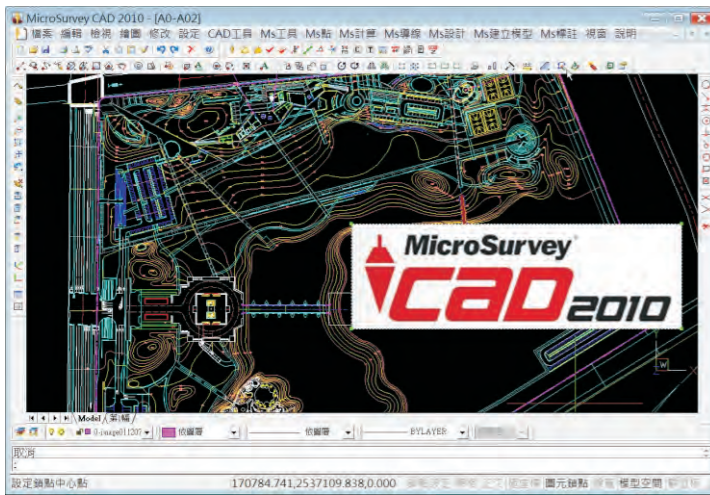 MicroSurvey CAD 2010 - [A0-A02]
檔案 編輯 檢視 繪圖 修改 設定 CAD工具 Ms工具 Ms點 Ms計算 Ms導線 Ms設計 Ms建立模型 Ms標註 視窗 說明
MicroSurvey
CAD 2010
W
Model
依圖層 依圖層 BYLAYER
取消
:
設定鎖點中心點 170784.741,2537109.838,0.000 圖元鎖點 模型空間